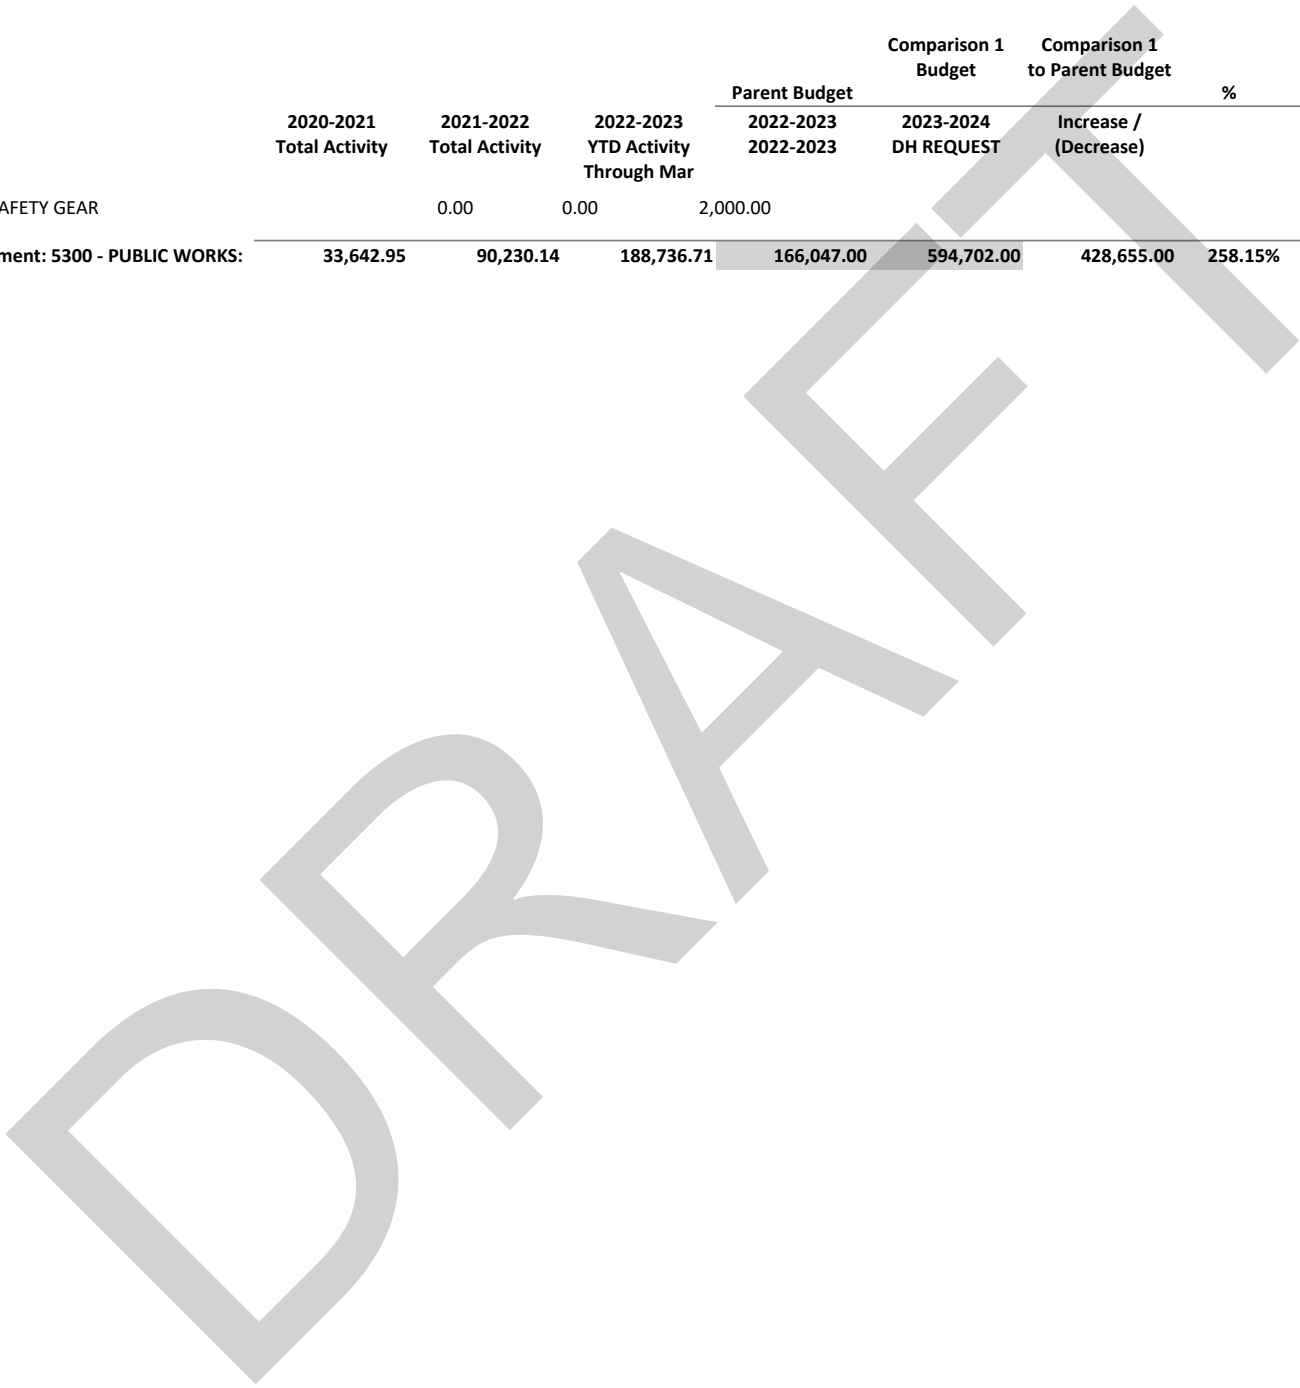 Comparison 1 Comparison 1
Budget to Parent Budget
Parent Budget %
2020-2021 2021-2022 2022-2023 2022-2023 2023-2024 Increase /
Total Activity Total Activity YTD Activity 2022-2023 DH REQUEST (Decrease)
Through Mar
AFETY GEAR 0.00 0.00 2,000.00
ment: 5300 - PUBLIC WORKS: 33,642.95 90,230.14 188,736.71 166,047.00 594,702.00 428,655.00 258.15%
DRAFT